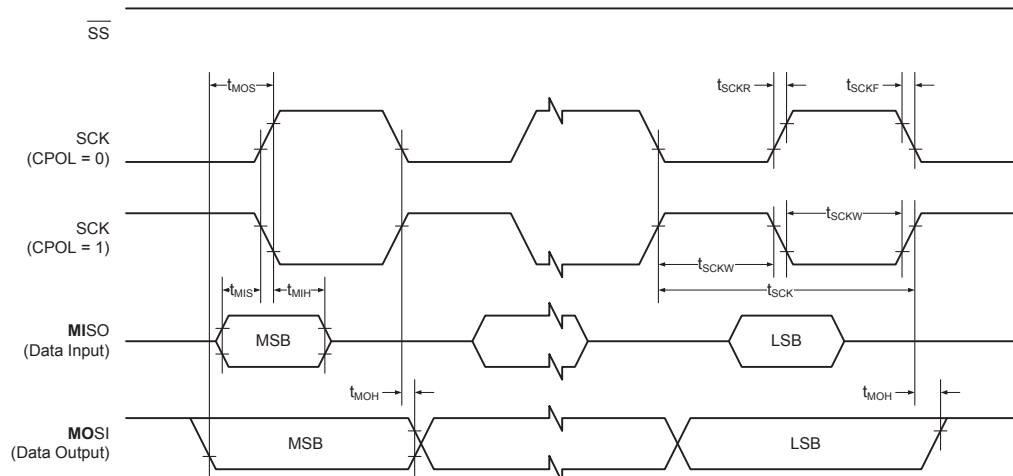 SS
tMOS
tSCKR
tSCKF
SCK
(CPOL = 0)
SCK
(CPOL = 1)
tSCKW
tSCKW
tMIS
tMIH
tSCK
MISO
(Data Input)
MSB
LSB
tMOH
tMOH
MOSI
(Data Output)
MSB
LSB